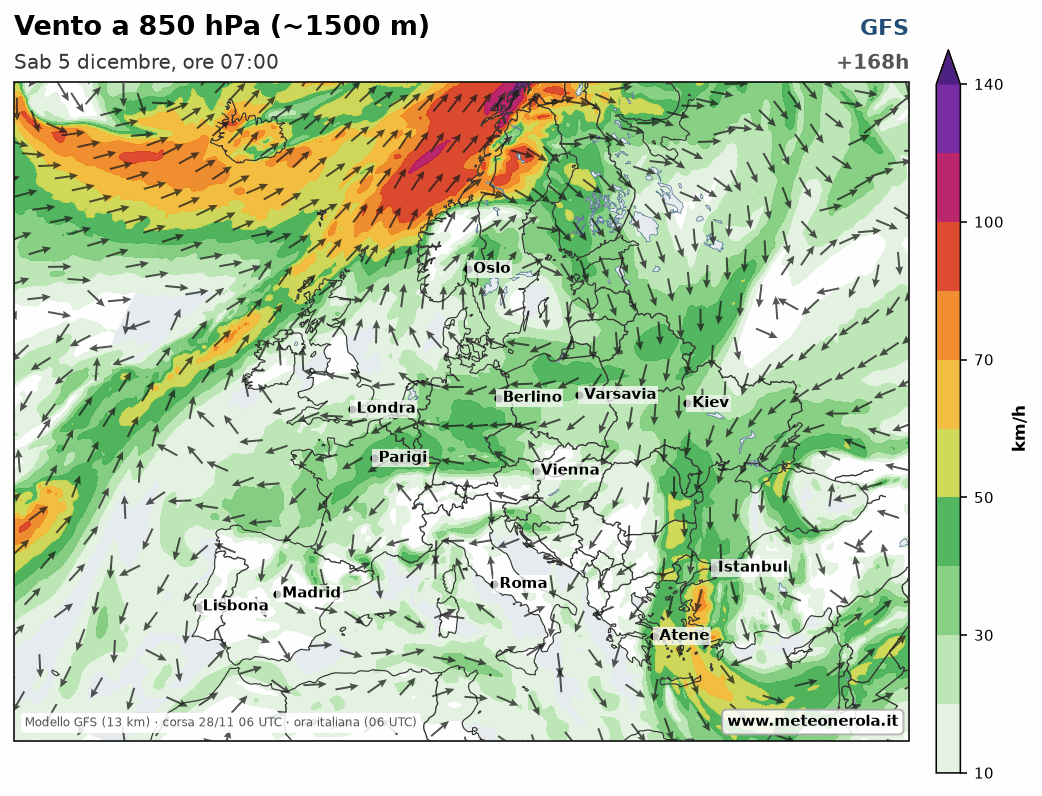 Vento a 850 hPa (~1500 m)
GFS
Sab 5 dicembre, ore 07:00
+168h
140
100
70
50
30
10
km/h
Oslo
Berlino
Varsavia
Kiev
Londra
Parigi
Vienna
Istanbul
Roma
Madrid
Lisbona
Atene
Modello GFS (13 km) · corsa 28/11 06 UTC · ora italiana (06 UTC)
www.meteonerola.it